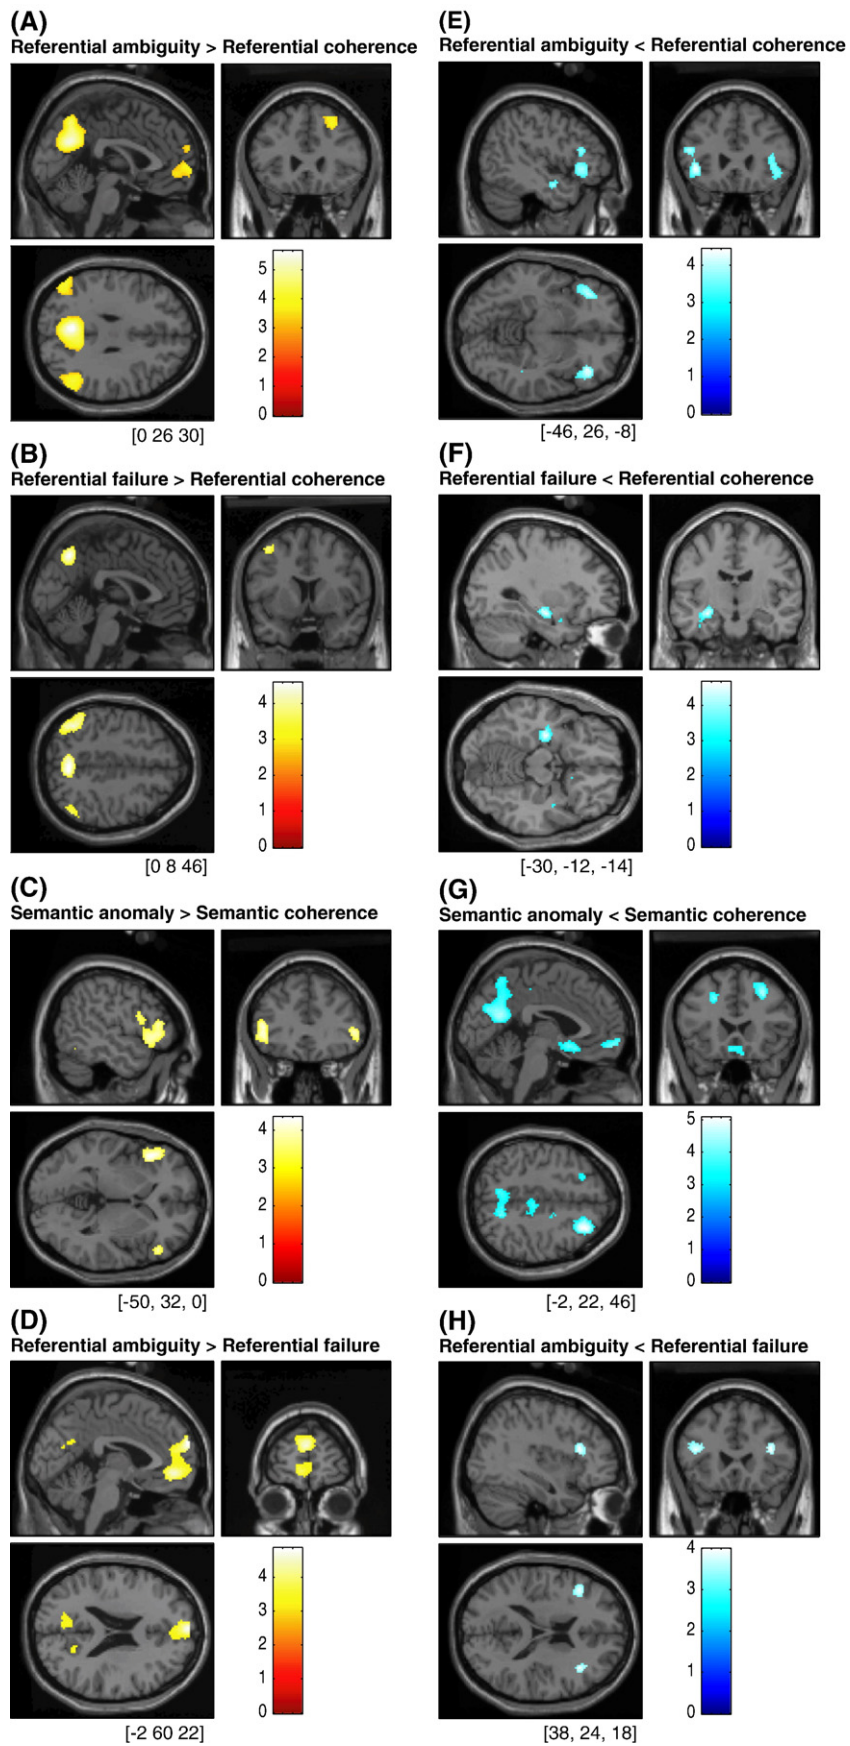 (A)
Referential ambiguity > Referential coherence
5
4
3
2
1
0
[0 26 30]
(B)
Referential failure > Referential coherence
4
3
2
1
0
[0 8 46]
(C)
Semantic anomaly > Semantic coherence
4
3
2
1
0
[-50, 32, 0]
(D)
Referential ambiguity > Referential failure
4
3
2
1
0
[-2 60 22]
(E)
Referential ambiguity < Referential coherence
4
3
2
1
0
[-46, 26, -8]
(F)
Referential failure < Referential coherence
4
3
2
1
0
[-30, -12, -14]
(G)
Semantic anomaly < Semantic coherence
5
4
3
2
1
0
[-2, 22, 46]
(H)
Referential ambiguity < Referential failure
4
3
2
1
0
[38, 24, 18]